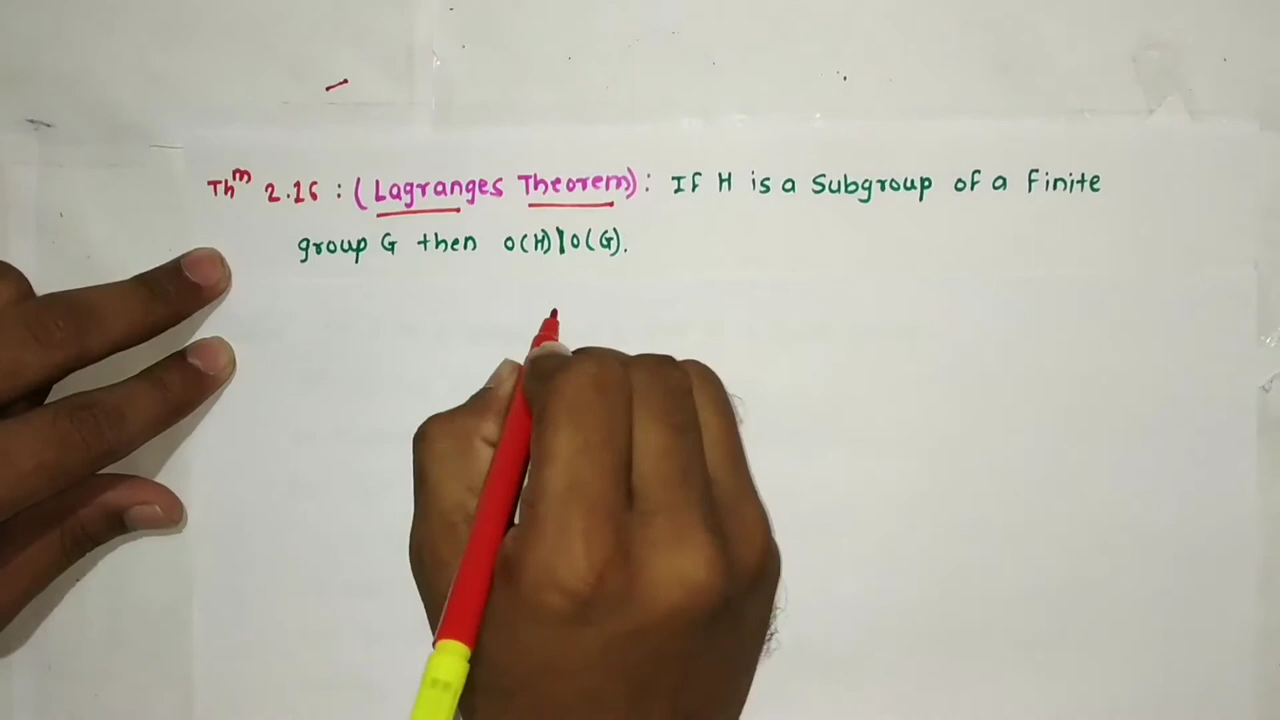 Thm 2.16 : (Lagranges Theorem): If H is a Subgroup of a Finite
group G then o(H)|o(G).